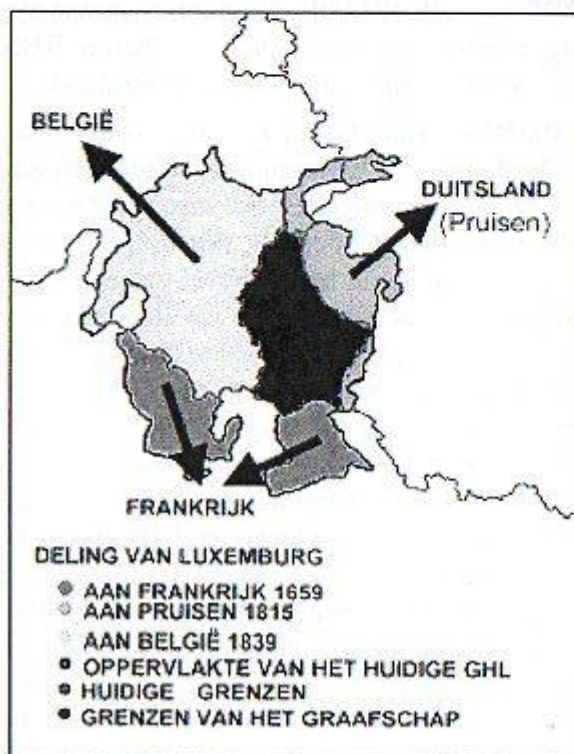 BELGIË
DUITSLAND
(Pruisen)
FRANKRIJK
DELING VAN LUXEMBURG
AAN FRANKRIJK 1659
AAN PRUISEN 1815
AAN BELGIË 1839
OPPERVLAKTE VAN HET HUIDIGE GHL
HUIDIGE GRENZEN
GRENZEN VAN HET GRAAFSCHAP